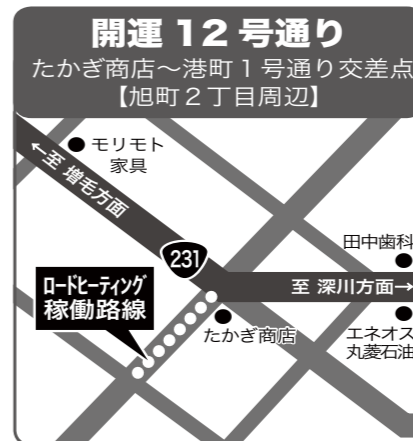 開運12号通り
たかぎ商店～港町1号通り交差点
【旭町2丁目周辺】
モリモト
家具
←至 増毛方面
231
田中歯科
至 深川方面→
ロードヒーティング
稼働路線
たかぎ商店
エネオス
丸菱石油